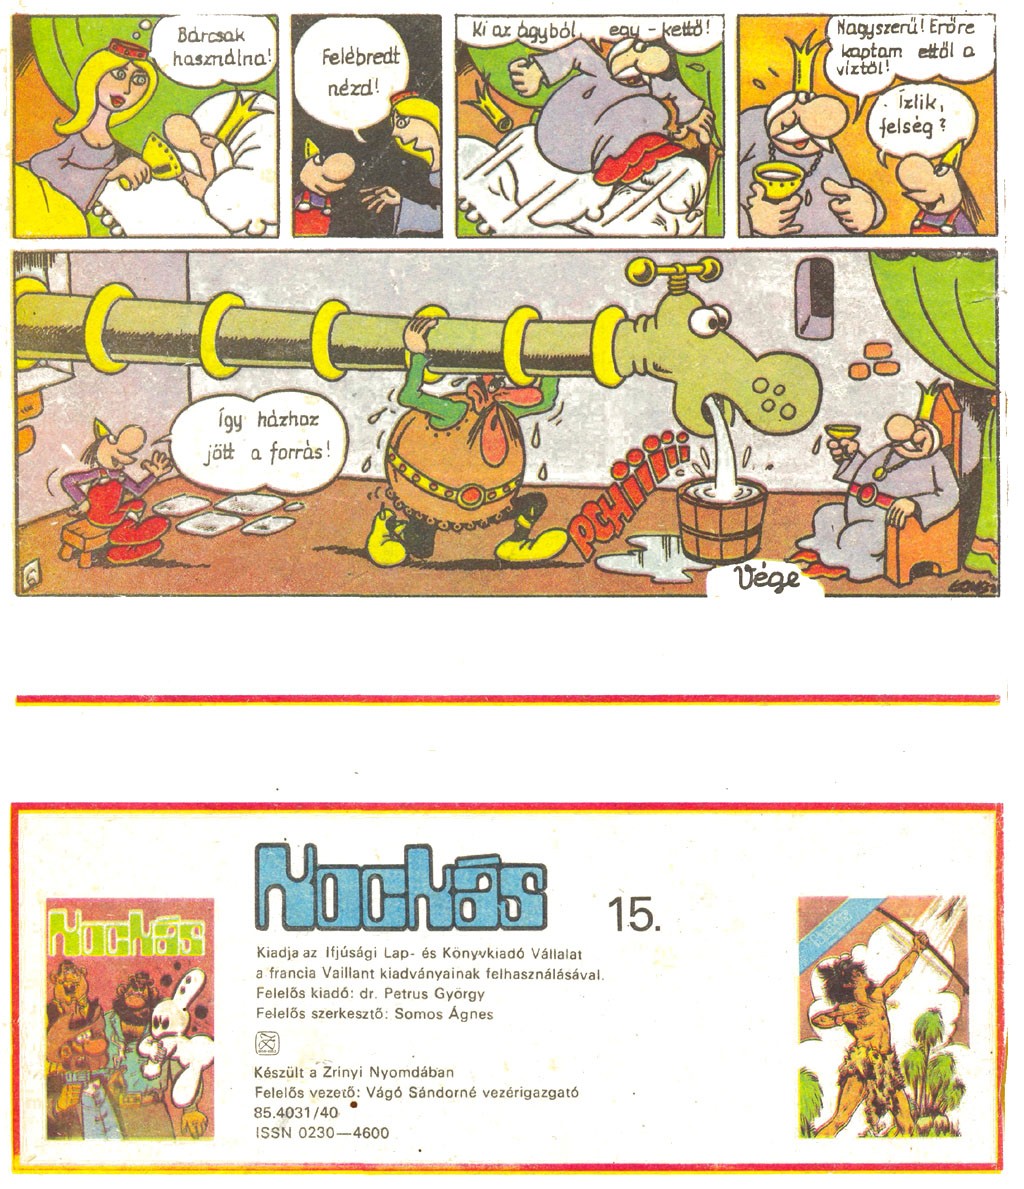 Bárcsak
használna!
Felébredt
nézd!
Ki az ágyból, egy - kettő!
Nagyszerű! Erőre
kaptam ettől a
víztől!
Ízlik,
felség?
Így házhoz
jött a forrás!
PCHIIIII
Vége
Kockás
15.
Kockás
Kiadja az Ifjúsági Lap- és Könyvkiadó Vállalat
a francia Vaillant kiadványainak felhasználásával.
Felelős kiadó: dr. Petrus György
Felelős szerkesztő: Somos Ágnes
Készült a Zrinyi Nyomdában
Felelős vezető: Vágó Sándorné vezérigazgató
85.4031/40
ISSN 0230—4600